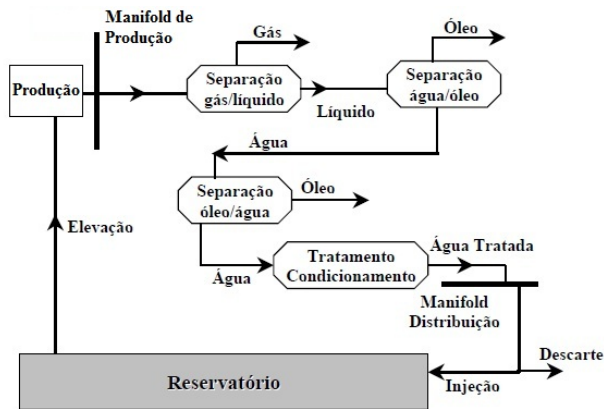 Manifold de
Produção
Gás
Óleo
Produção
Separação
gás/líquido
Líquido
Separação
água/óleo
Água
Separação
óleo/água
Óleo
Elevação
Água
Tratamento
Condicionamento
Água Tratada
Manifold
Distribuição
Reservatório
Injeção
Descarte